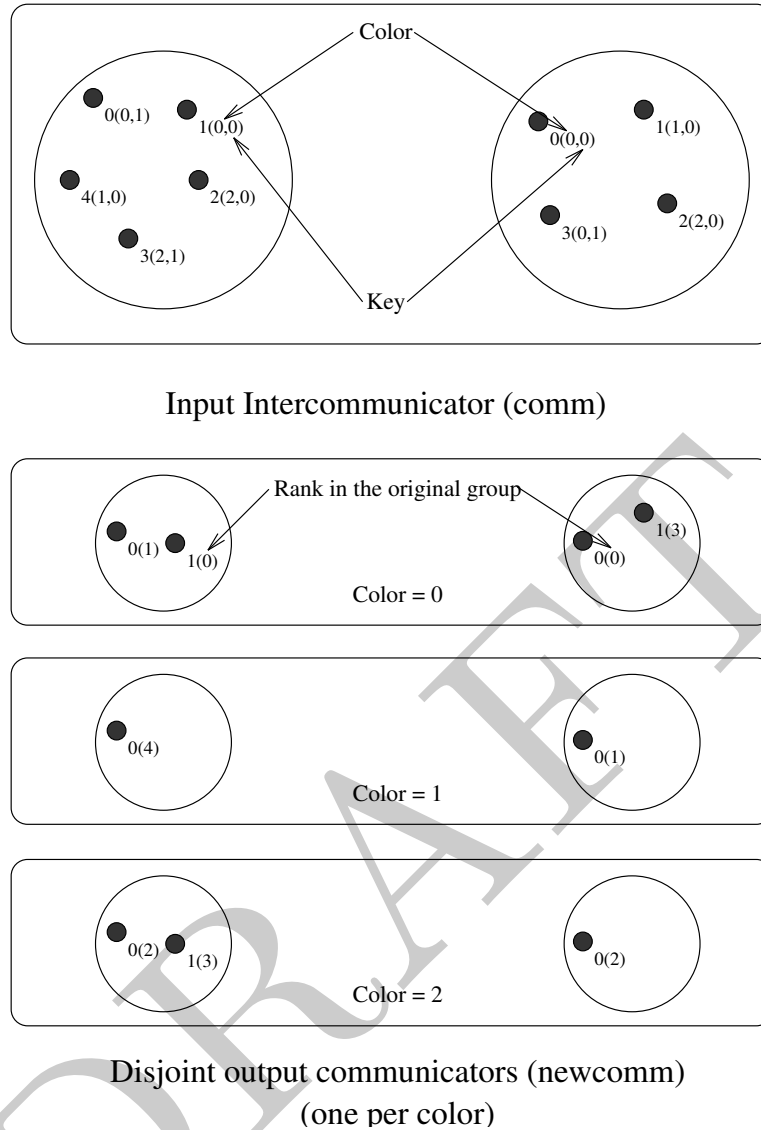 Color
0(0,1)
1(0,0)
4(1,0)
2(2,0)
3(2,1)
0(0,0)
1(1,0)
3(0,1)
2(2,0)
Key
Input Intercommunicator (comm)
Rank in the original group
0(1)
1(0)
0(0)
1(3)
Color = 0
0(4)
0(1)
Color = 1
0(2)
1(3)
0(2)
Color = 2
Disjoint output communicators (newcomm)
(one per color)
DRAFT